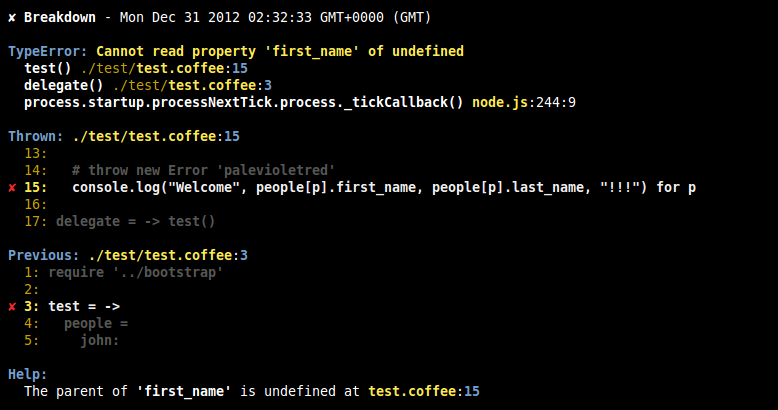 ✘ Breakdown - Mon Dec 31 2012 02:32:33 GMT+0000 (GMT)
TypeError: Cannot read property 'first_name' of undefined
test() ./test/test.coffee:15
delegate() ./test/test.coffee:3
process.startup.processNextTick.process._tickCallback() node.js:244:9
Thrown: ./test/test.coffee:15
13:
14:   # throw new Error 'palevioletred'
✘ 15:   console.log("Welcome", people[p].first_name, people[p].last_name, "!!!") for p
16:
17: delegate = -> test()
Previous: ./test/test.coffee:3
1: require '../bootstrap'
2:
✘ 3: test = ->
4:   people =
5:     john:
Help:
The parent of 'first_name' is undefined at test.coffee:15